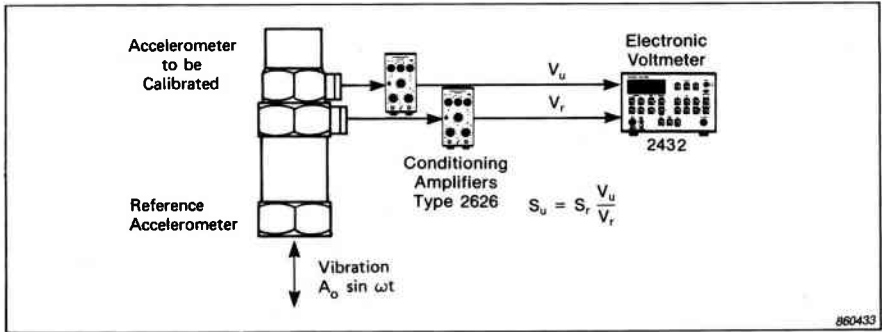 Accelerometer
to be
Calibrated
Electronic
Voltmeter
V_u
V_r
2432
Conditioning
Amplifiers
Type 2626
S_u = S_r V_u/V_r
Reference
Accelerometer
Vibration
A_o sin ωt
860433